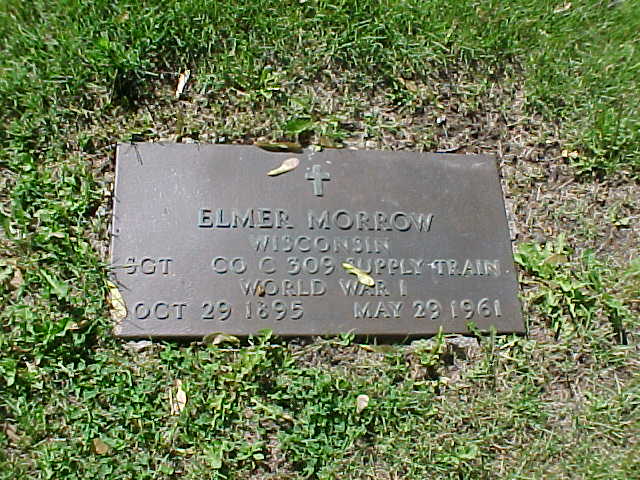 ELMER MORROW
WISCONSIN
SGT CO C 309 SUPPLY TRAIN
WORLD WAR I
OCT 29 1895 MAY 29 1961